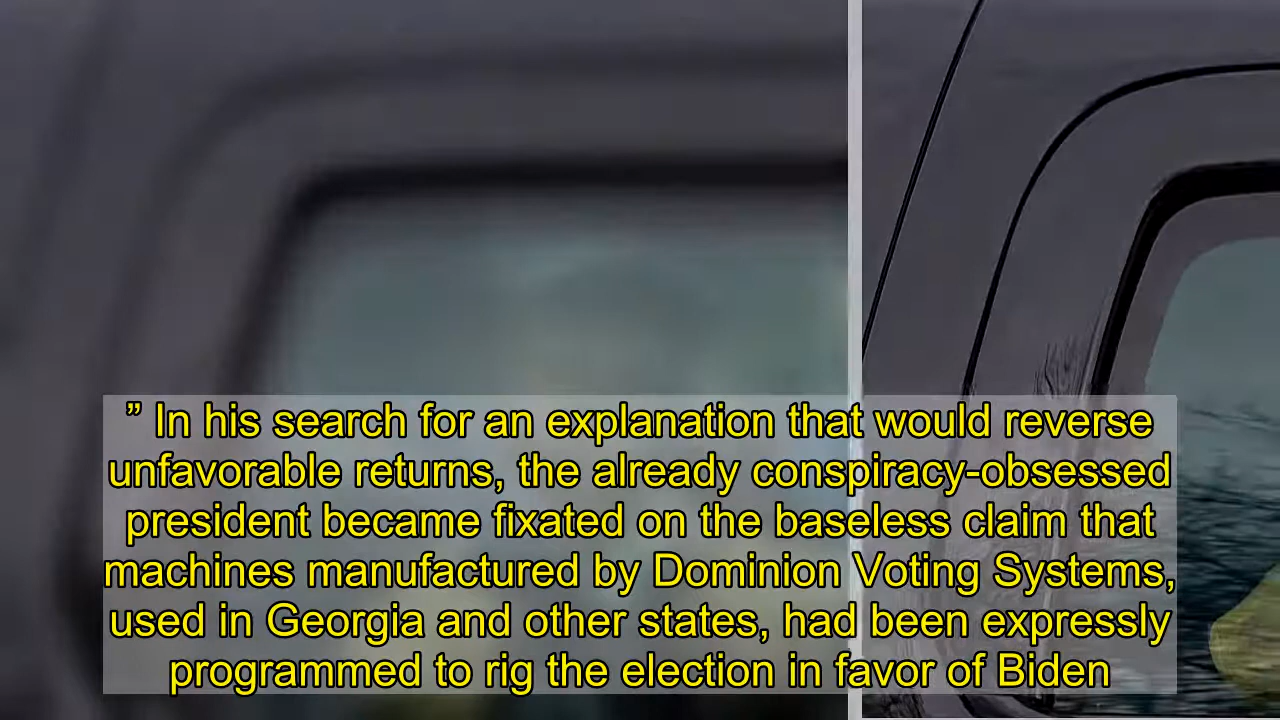 ” In his search for an explanation that would reverse
unfavorable returns, the already conspiracy-obsessed
president became fixated on the baseless claim that
machines manufactured by Dominion Voting Systems,
used in Georgia and other states, had been expressly
programmed to rig the election in favor of Biden